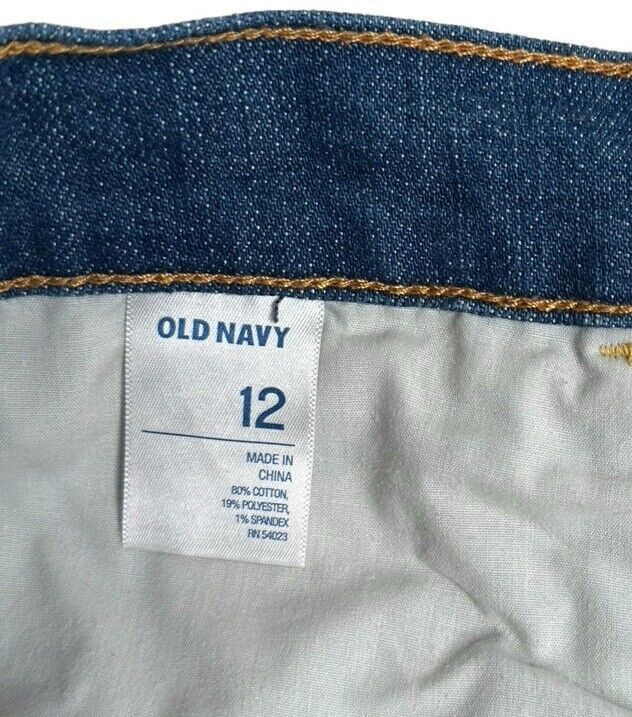 OLD NAVY
12
MADE IN
CHINA
80% COTTON,
19% POLYESTER,
1% SPANDEX
RN 54023